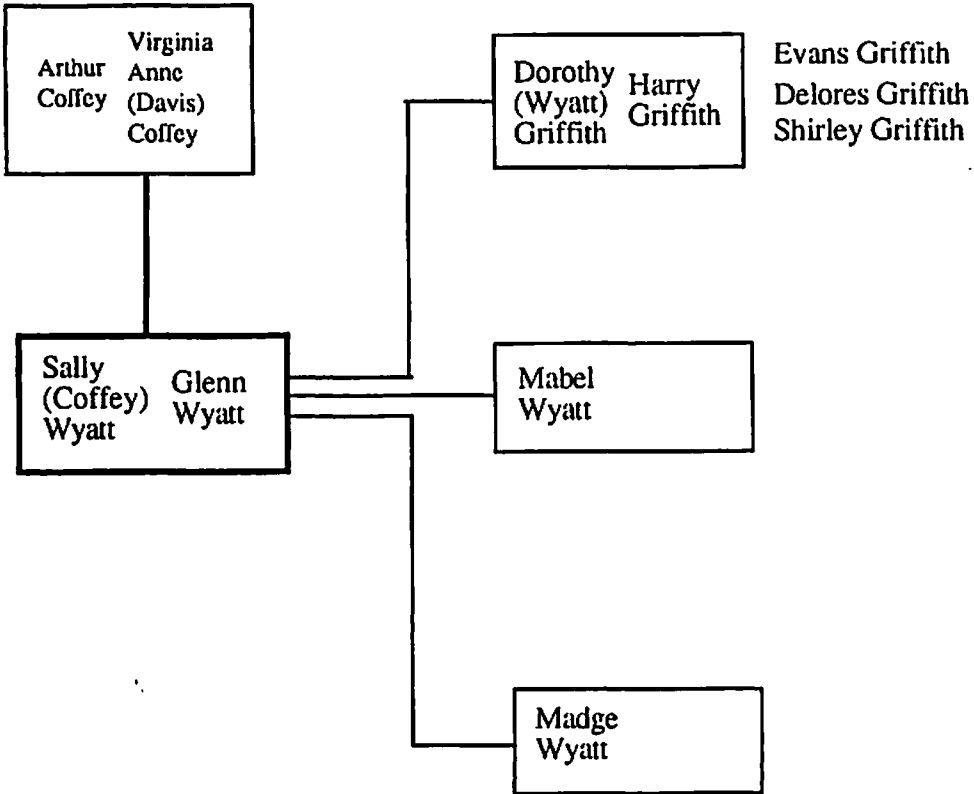 Arthur
Coffey
Virginia
Anne
(Davis)
Coffey
Dorothy
(Wyatt)
Griffith
Harry
Griffith
Evans Griffith
Delores Griffith
Shirley Griffith
Sally
(Coffey)
Wyatt
Glenn
Wyatt
Mabel
Wyatt
Madge
Wyatt